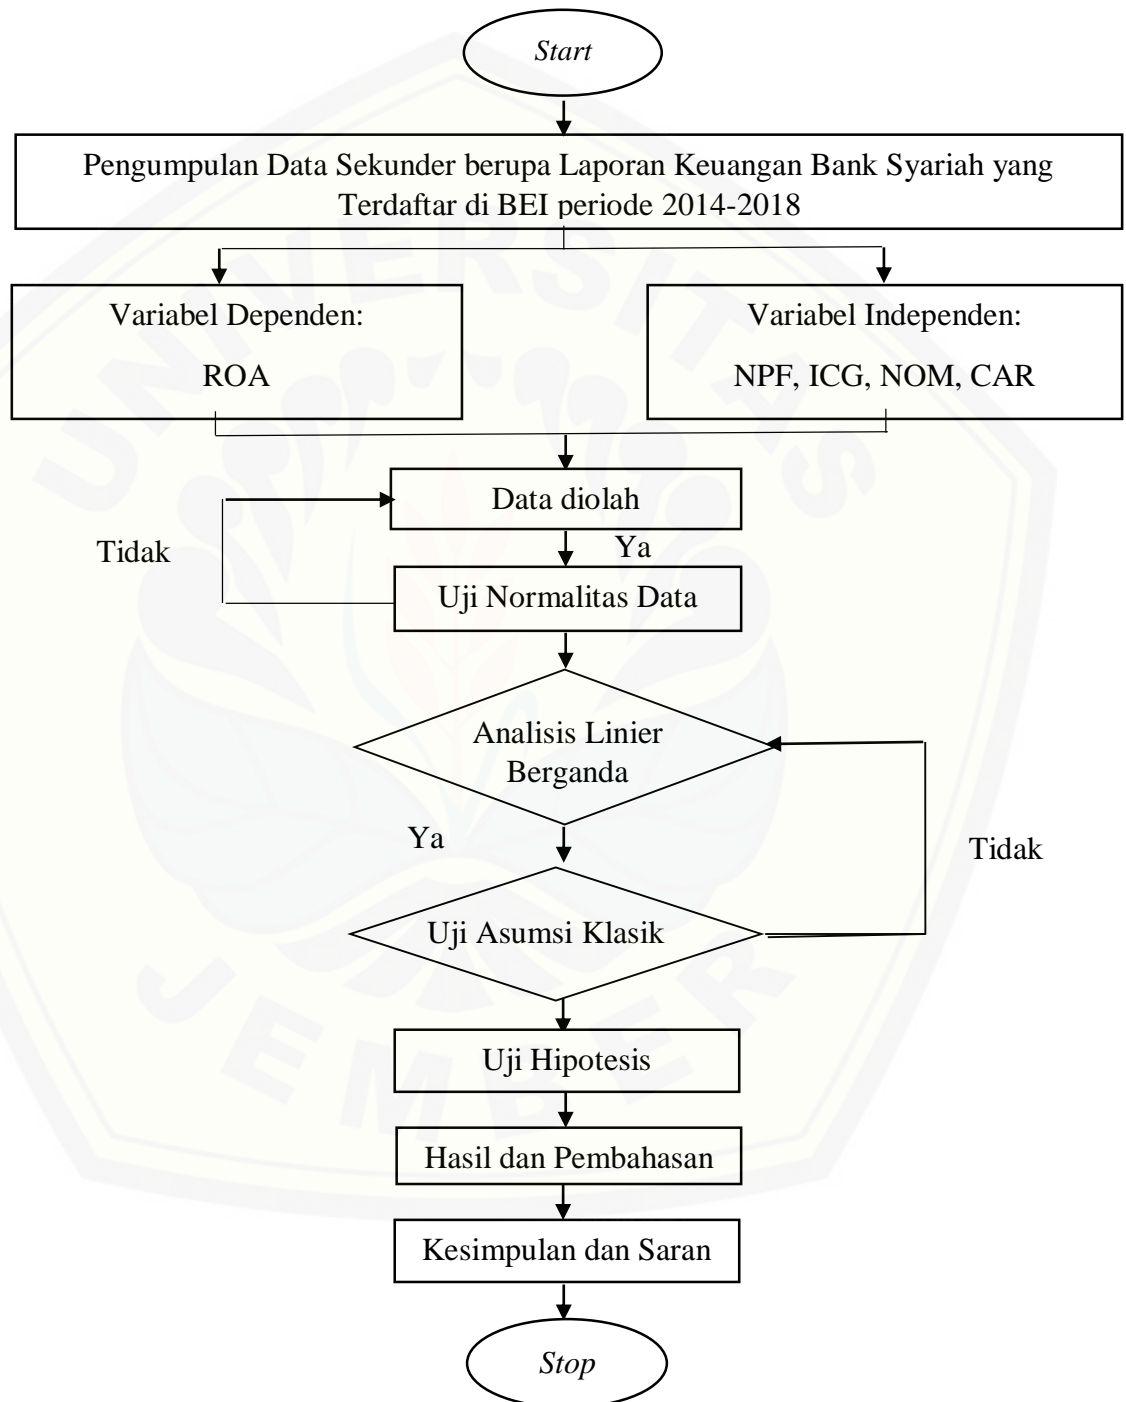 Start
Pengumpulan Data Sekunder berupa Laporan Keuangan Bank Syariah yang
Terdaftar di BEI periode 2014-2018
Variabel Dependen:
ROA
Variabel Independen:
NPF, ICG, NOM, CAR
Data diolah
Tidak
Ya
Uji Normalitas Data
Analisis Linier
Berganda
Ya
Tidak
Uji Asumsi Klasik
Uji Hipotesis
Hasil dan Pembahasan
Kesimpulan dan Saran
Stop
UNIVERSITAS
JEMBER